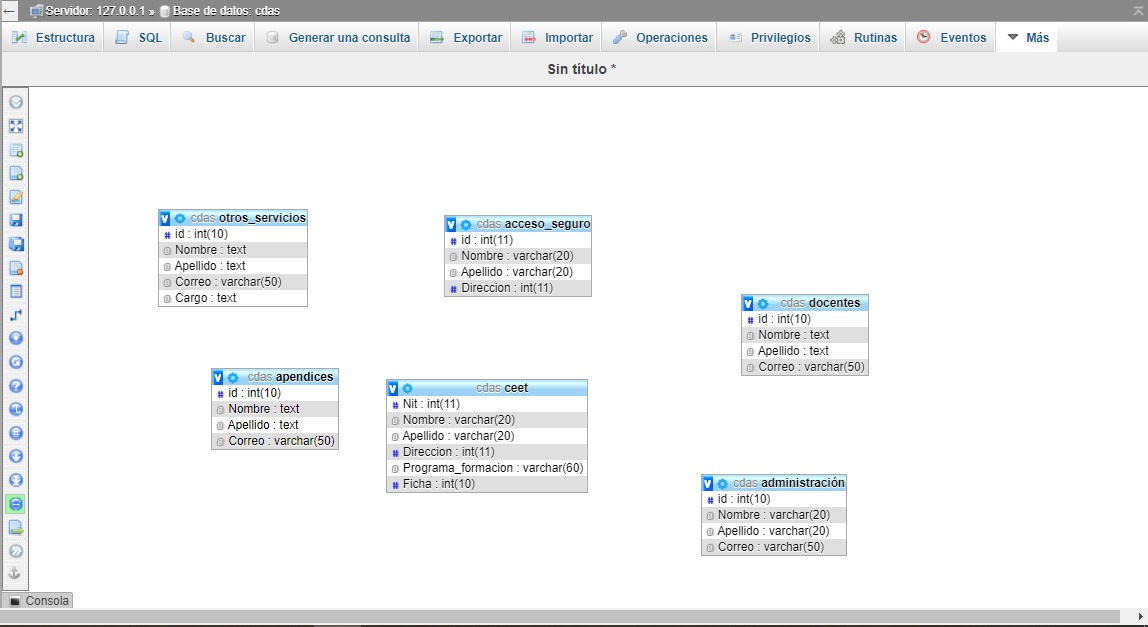 Servidor: 127.0.0.1 » Base de datos: cdas
Estructura SQL Buscar Generar una consulta Exportar Importar Operaciones Privilegios Rutinas Eventos Más
Sin título *
cdas otros_servicios
id : int(10)
Nombre : text
Apellido : text
Correo : varchar(50)
Cargo : text
cdas acceso_seguro
id : int(11)
Nombre : varchar(20)
Apellido : varchar(20)
Direccion : int(11)
cdas docentes
id : int(10)
Nombre : text
Apellido : text
Correo : varchar(50)
cdas apendices
id : int(10)
Nombre : text
Apellido : text
Correo : varchar(50)
cdas ceet
Nit : int(11)
Nombre : varchar(20)
Apellido : varchar(20)
Direccion : int(11)
Programa_formacion : varchar(60)
Ficha : int(10)
cdas administración
id : int(10)
Nombre : varchar(20)
Apellido : varchar(20)
Correo : varchar(50)
Consola